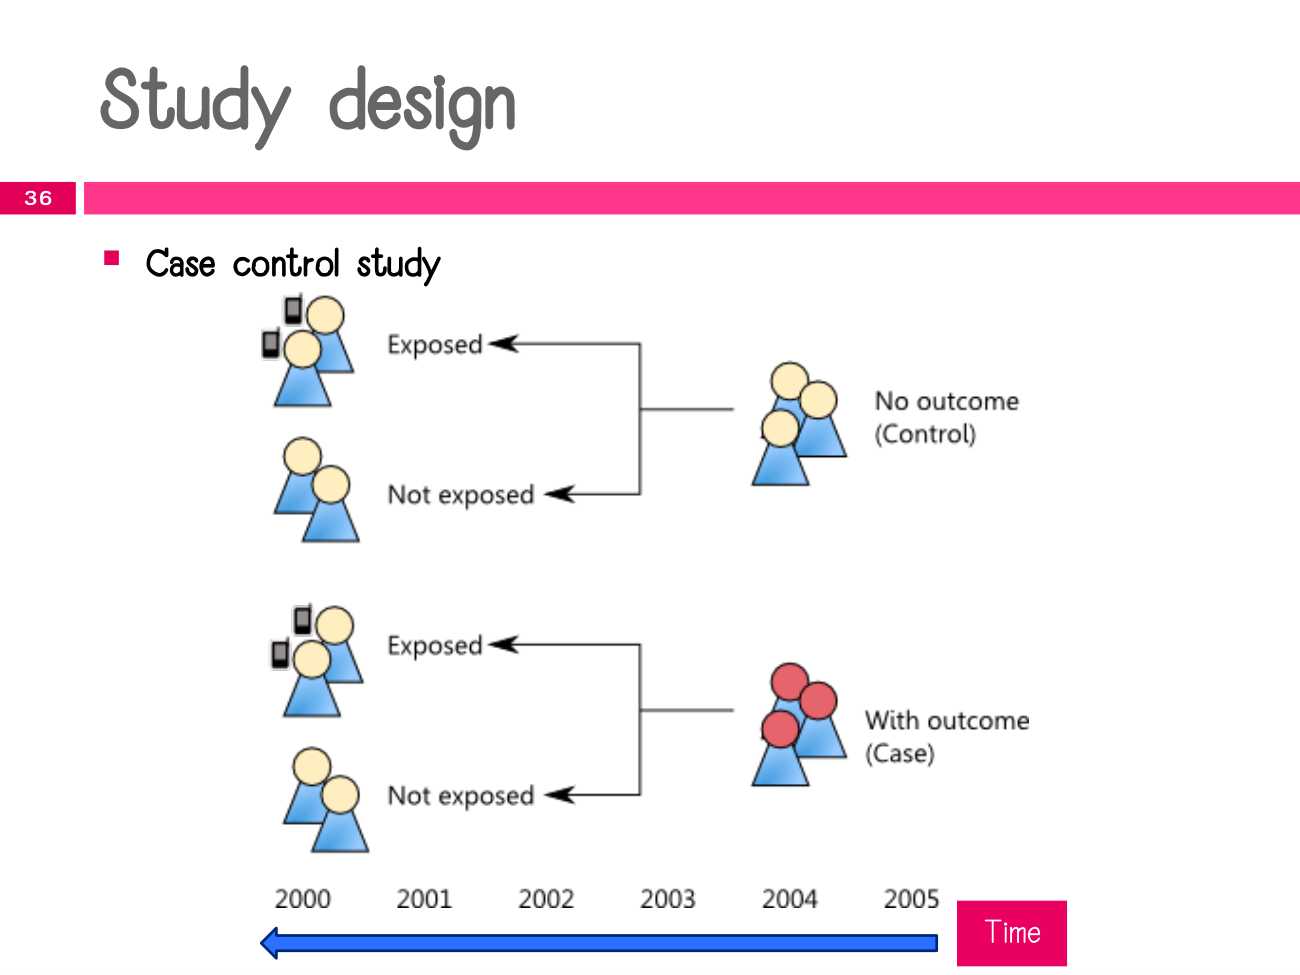 Study design
36
Case control study
Exposed
No outcome
(Control)
Not exposed
Exposed
With outcome
(Case)
Not exposed
2000 2001 2002 2003 2004 2005
Time